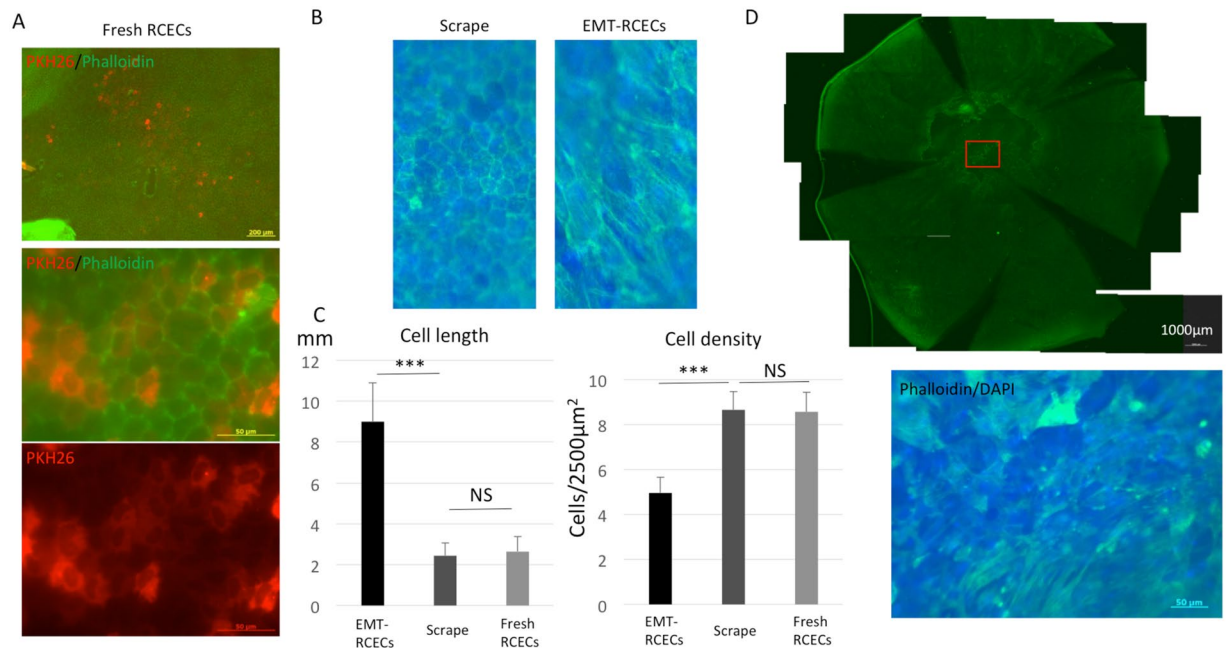 A
Fresh RCECs
PKH26/Phalloidin
200 µm
PKH26/Phalloidin
50 µm
PKH26
50 µm
B
Scrape
EMT-RCECs
C
mm
Cell length
12
10
8
6
4
2
0
***
NS
EMT-
RCECs
Scrape
Fresh
RCECs
Cell density
Cells/2500µm²
10
8
6
4
2
0
***
NS
EMT-
RCECs
Scrape
Fresh
RCECs
D
1000µm
Phalloidin/DAPI
50 µm